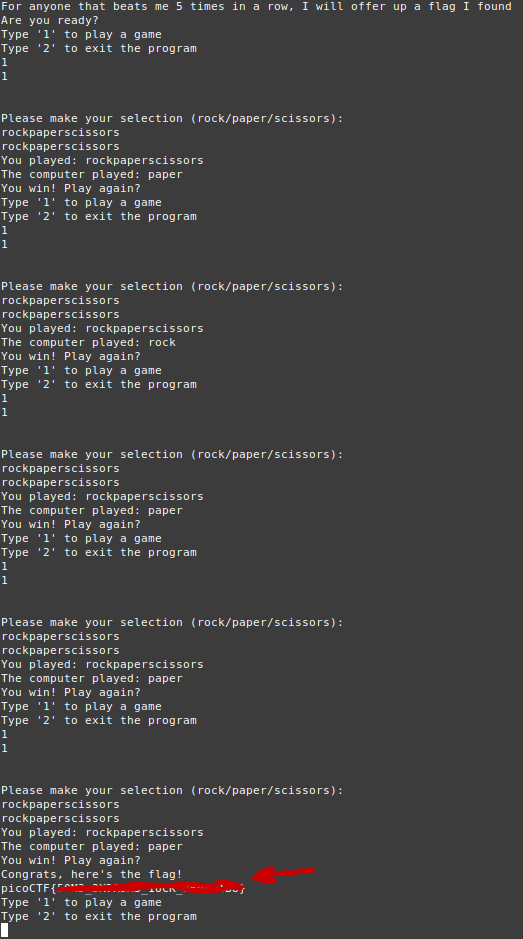 For anyone that beats me 5 times in a row, I will offer up a flag I found
Are you ready?
Type '1' to play a game
Type '2' to exit the program
1
1
Please make your selection (rock/paper/scissors):
rockpaperscissors
rockpaperscissors
You played: rockpaperscissors
The computer played: paper
You win! Play again?
Type '1' to play a game
Type '2' to exit the program
1
1
Please make your selection (rock/paper/scissors):
rockpaperscissors
rockpaperscissors
You played: rockpaperscissors
The computer played: rock
You win! Play again?
Type '1' to play a game
Type '2' to exit the program
1
1
Please make your selection (rock/paper/scissors):
rockpaperscissors
rockpaperscissors
You played: rockpaperscissors
The computer played: paper
You win! Play again?
Type '1' to play a game
Type '2' to exit the program
1
1
Please make your selection (rock/paper/scissors):
rockpaperscissors
rockpaperscissors
You played: rockpaperscissors
The computer played: paper
You win! Play again?
Type '1' to play a game
Type '2' to exit the program
1
1
Please make your selection (rock/paper/scissors):
rockpaperscissors
rockpaperscissors
You played: rockpaperscissors
The computer played: paper
You win! Play again?
Congrats, here's the flag!
picoCTF{
Type '1' to play a game
Type '2' to exit the program